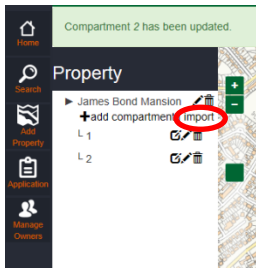 Compartment 2 has been updated.
Home
Search
Add
Property
Application
Manage
Owners
Property
James Bond Mansion
add compartment import
1
2